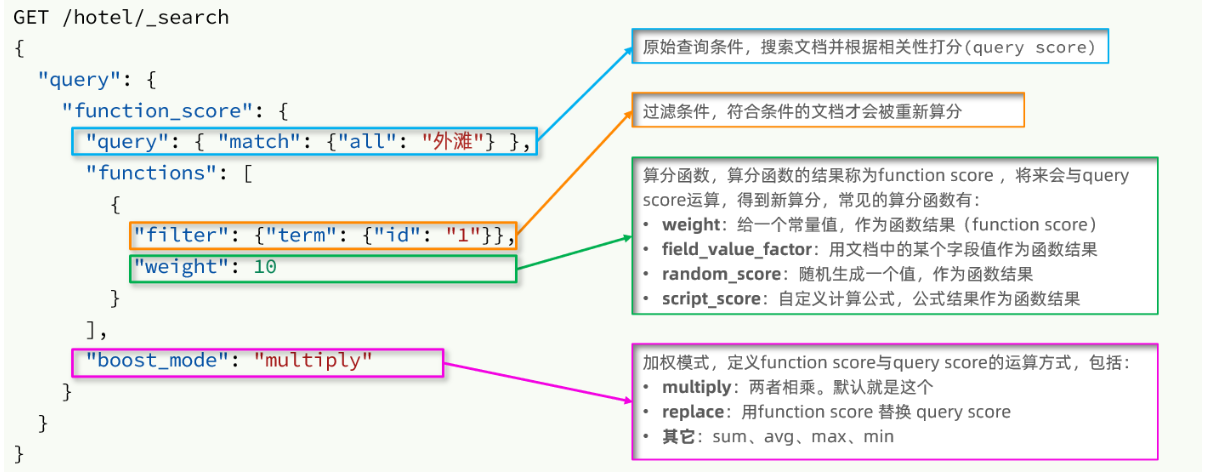 GET /hotel/_search
{
"query": {
"function_score": {
"query": { "match": {"all": "外滩"} },
"functions": [
{
"filter": {"term": {"id": "1"}},
"weight": 10
}
],
"boost_mode": "multiply"
}
}
}
原始查询条件，搜索文档并根据相关性打分(query score)
过滤条件，符合条件的文档才会被重新算分
算分函数，算分函数的结果称为function score ，将来会与query
score运算，得到新算分，常见的算分函数有：
• weight：给一个常量值，作为函数结果（function score）
• field_value_factor：用文档中的某个字段值作为函数结果
• random_score：随机生成一个值，作为函数结果
• script_score：自定义计算公式，公式结果作为函数结果
加权模式，定义function score与query score的运算方式，包括：
• multiply：两者相乘。默认就是这个
• replace：用function score 替换 query score
• 其它：sum、avg、max、min